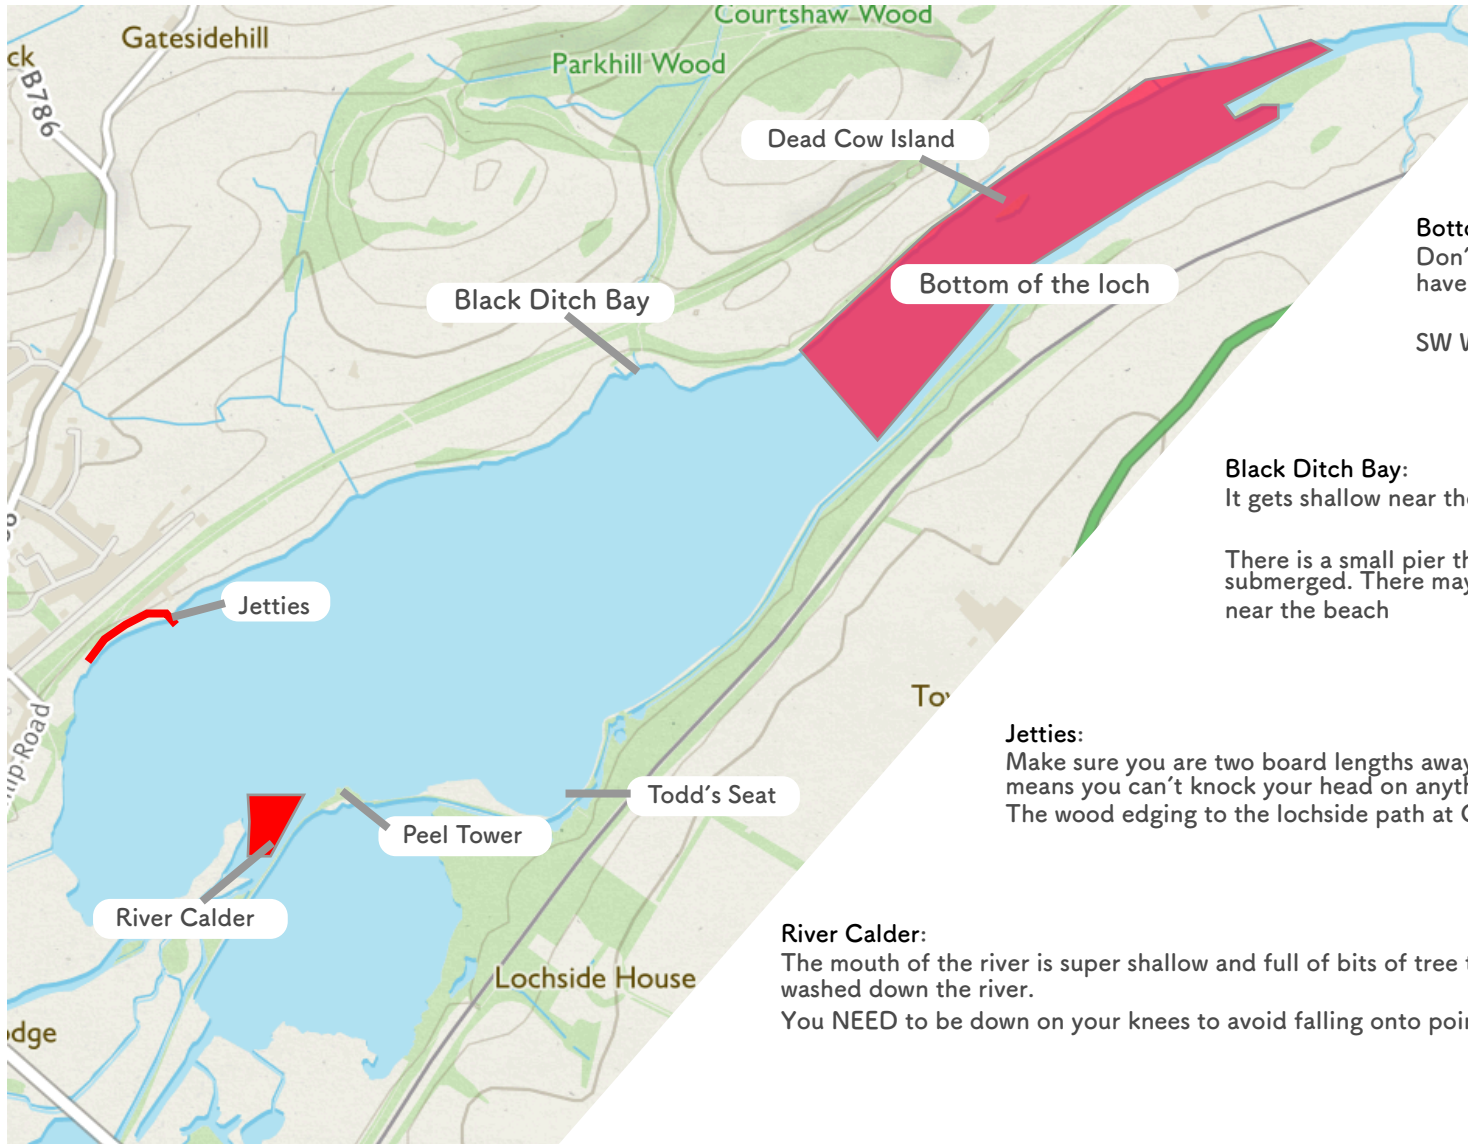 Courtshaw Wood
Gatesidehill
Parkhill Wood
ck
B786
Dead Cow Island
Bottom of the loch
Black Ditch Bay
Jetties
Road
Todd's Seat
Peel Tower
River Calder
Lochside House
Don'
have
SW
Black Ditch Bay:
It gets shallow near the
There is a small pier
submerged. There may
near the beach
Jetties:
Make sure you are two board lengths away
means you can't knock your head on
The wood edging to the lochside path at
River Calder:
The mouth of the river is super shallow and full of bits of tree
washed down the river.
You NEED to be down on your knees to avoid falling onto